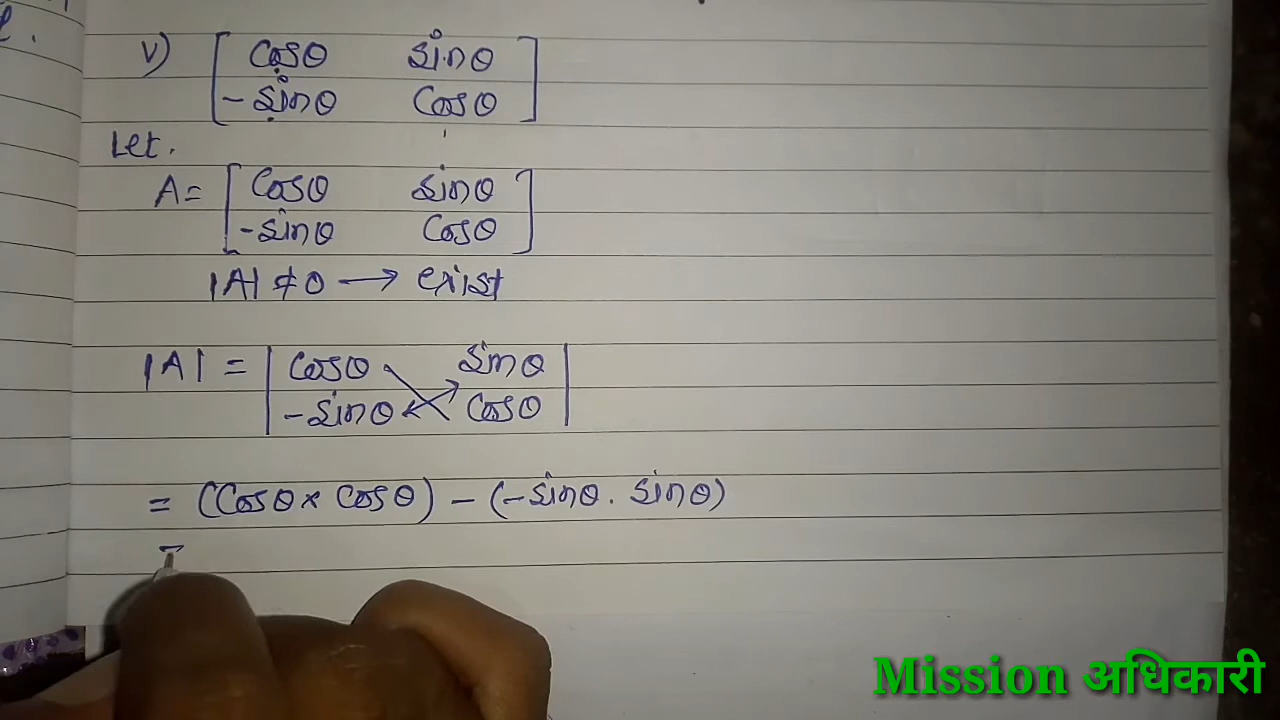 v) [ cosθ sinθ
-sinθ cosθ ]
Let.
A = [ cosθ sinθ
-sinθ cosθ ]
|A| ≠ 0 → exist
|A| = | cosθ sinθ
-sinθ cosθ |
= (cosθ × cosθ) - (-sinθ . sinθ)
Mission अधिकारी